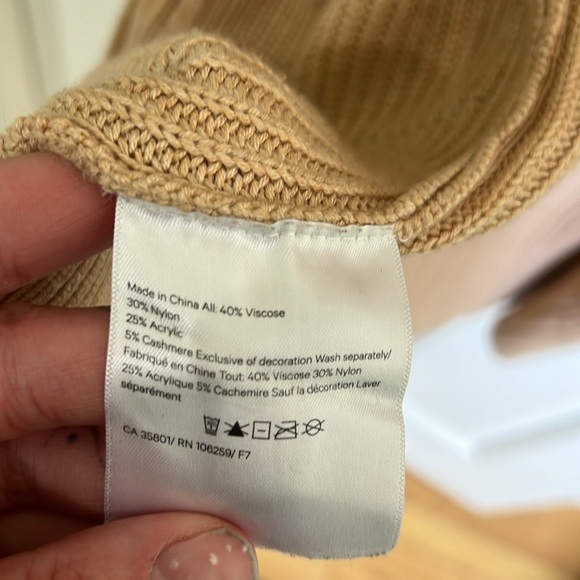 Made in China All: 40% Viscose
30% Nylon
25% Acrylic
5% Cashmere Exclusive of decoration Wash separately/
Fabriqué en Chine Tout: 40% Viscose 30% Nylon
25% Acrylique 5% Cachemire Sauf la décoration Laver
séparément
CA 35801/ RN 106259/ F7